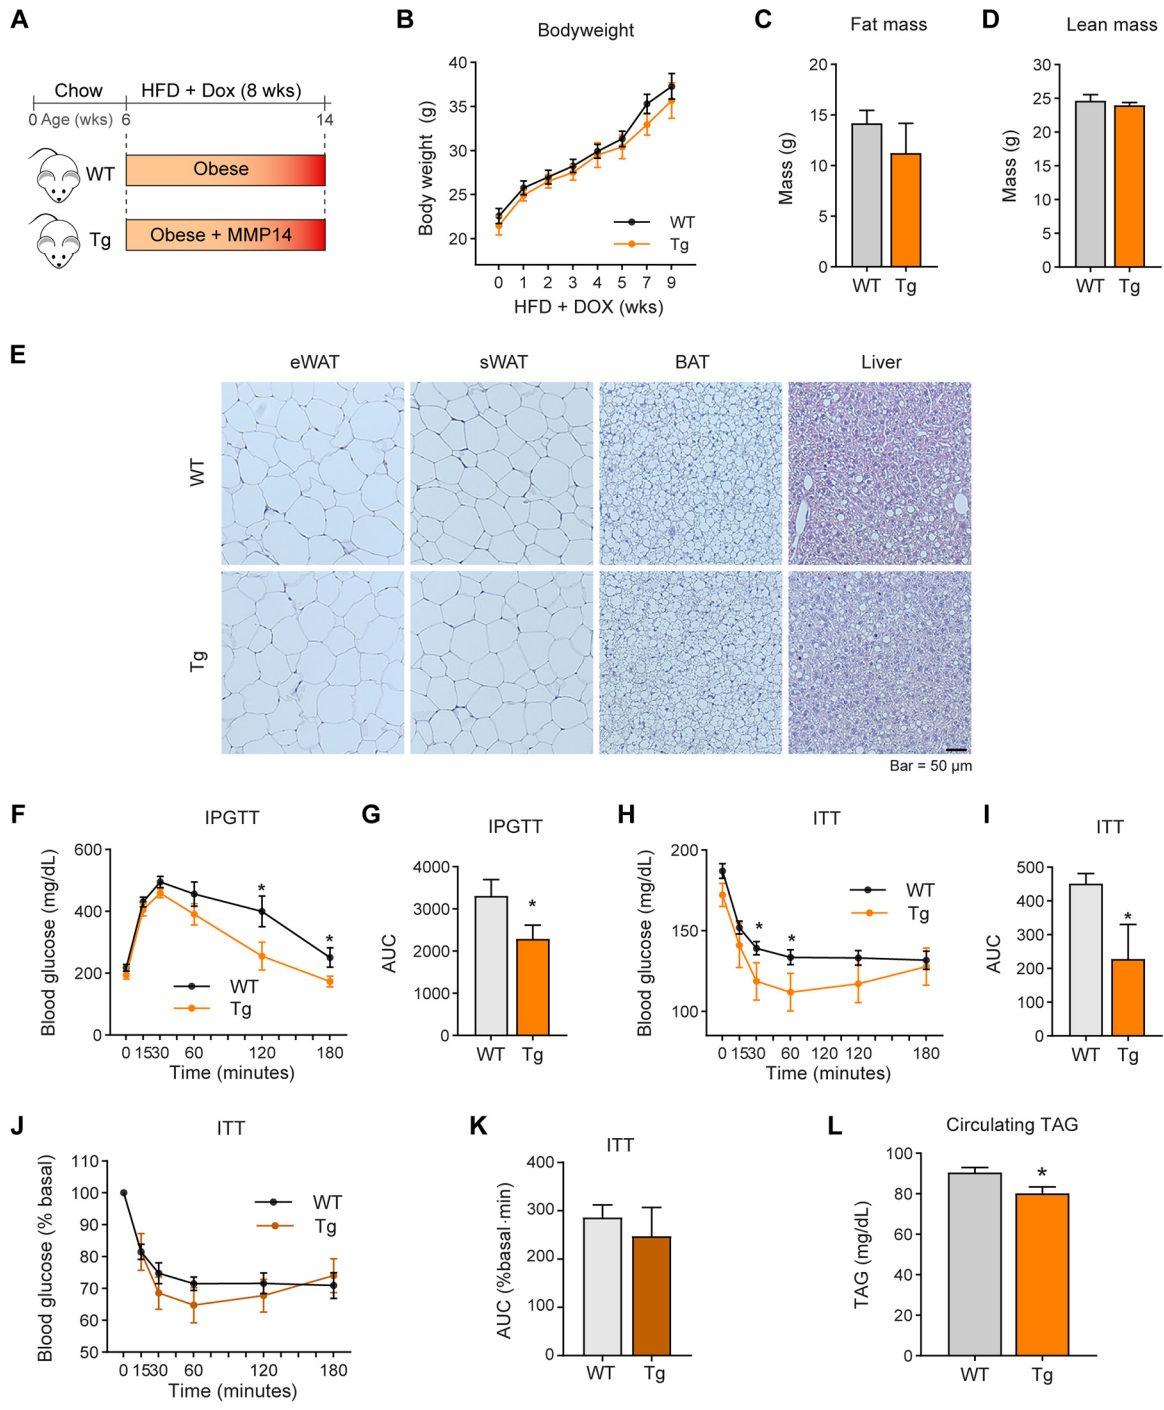 A
Chow
HFD + Dox (8 wks)
0 Age (wks)
6
14
WT
Obese
Tg
Obese + MMP14
B
Bodyweight
Body weight (g)
40
35
30
25
20
WT
Tg
0 1 2 3 4 5 7 9
HFD + DOX (wks)
C
Fat mass
Mass (g)
20
15
10
5
0
WT Tg
D
Lean mass
Mass (g)
30
25
20
15
10
5
0
WT Tg
E
eWAT sWAT BAT Liver
WT
Tg
Bar = 50 µm
F
IPGTT
Blood glucose (mg/dL)
600
400
200
0
*
*
WT
Tg
0 15 30 60 120 180
Time (minutes)
G
IPGTT
AUC
4000
3000
2000
1000
0
*
WT Tg
H
ITT
Blood glucose (mg/dL)
200
150
100
WT
Tg
* *
0 15 30 60 120 120 180
Time (minutes)
I
ITT
AUC
500
400
300
200
100
0
*
WT Tg
J
ITT
Blood glucose (% basal)
110
100
90
80
70
60
50
WT
Tg
0 15 30 60 120 180
Time (minutes)
K
ITT
AUC (%basal·min)
400
300
200
100
0
WT Tg
L
Circulating TAG
TAG (mg/dL)
100
80
60
40
20
0
*
WT Tg